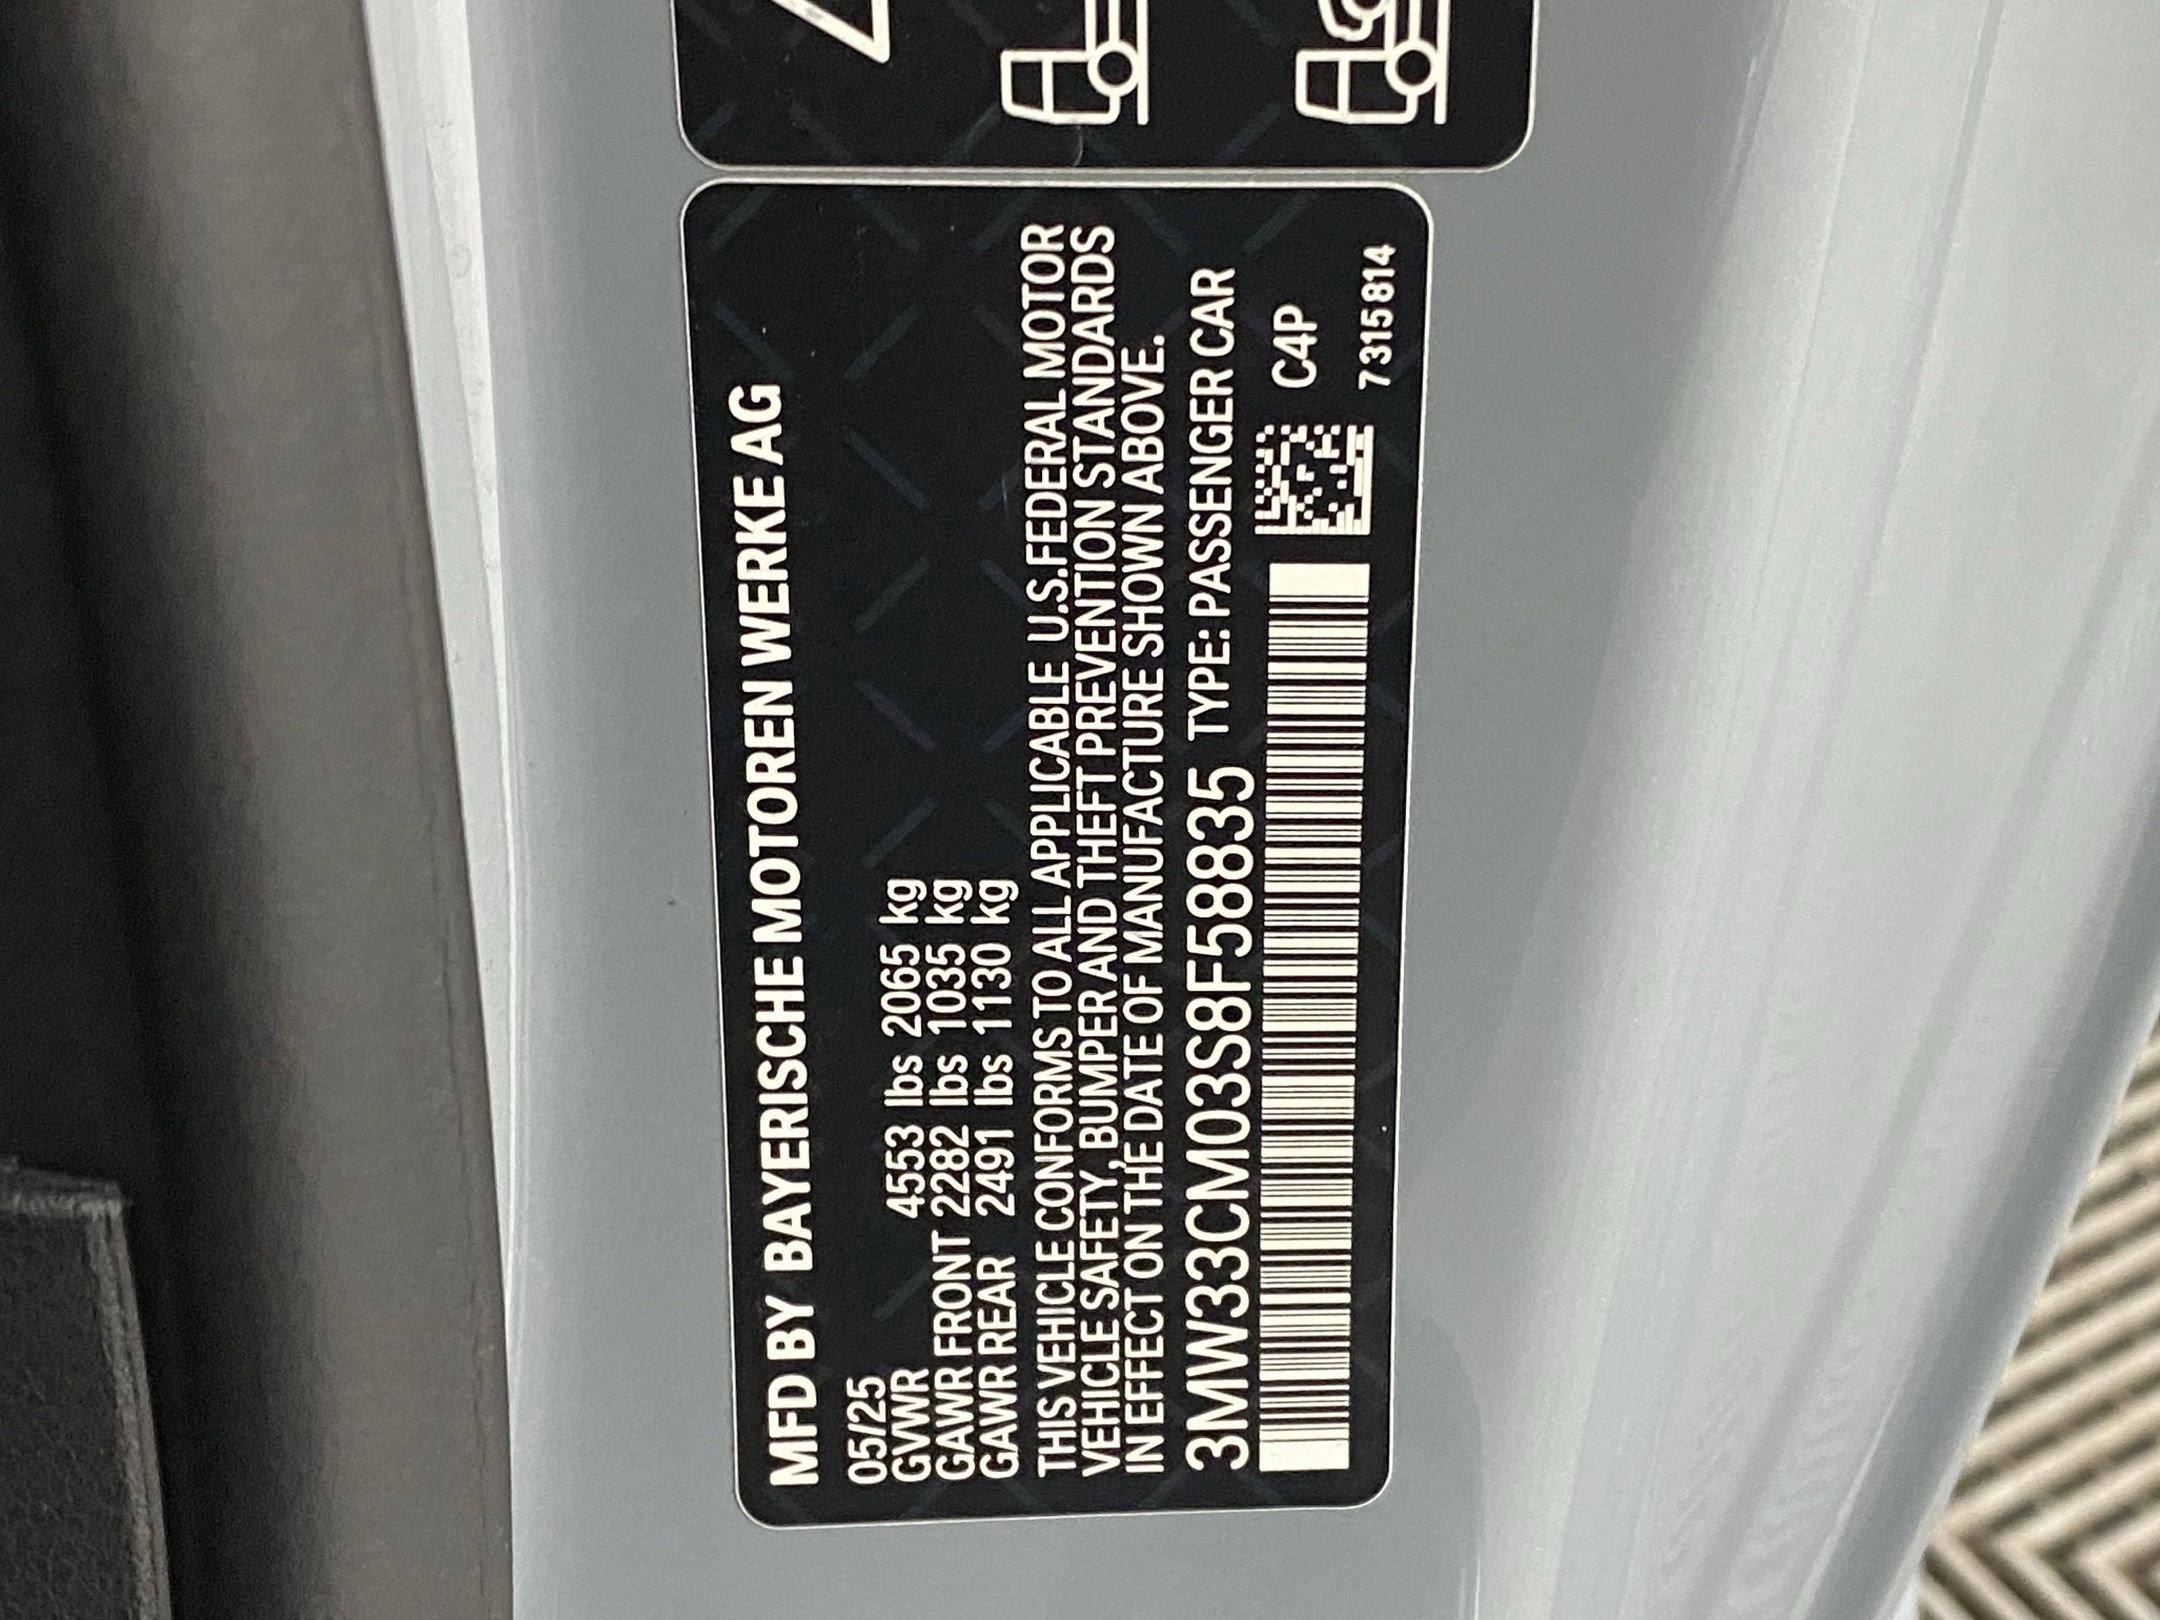 MFD BY BAYERISCHE MOTOREN WERKE AG
05/25
GVWR 4553 lbs 2065 kg
GAWR FRONT 2282 lbs 1035 kg
GAWR REAR 2491 lbs 1130 kg
THIS VEHICLE CONFORMS TO ALL APPLICABLE U.S.FEDERAL MOTOR
VEHICLE SAFETY, BUMPER AND THEFT PREVENTION STANDARDS
IN EFFECT ON THE DATE OF MANUFACTURE SHOWN ABOVE.
3MW33CM03S8F58835 TYPE: PASSENGER CAR
C4P
7315814